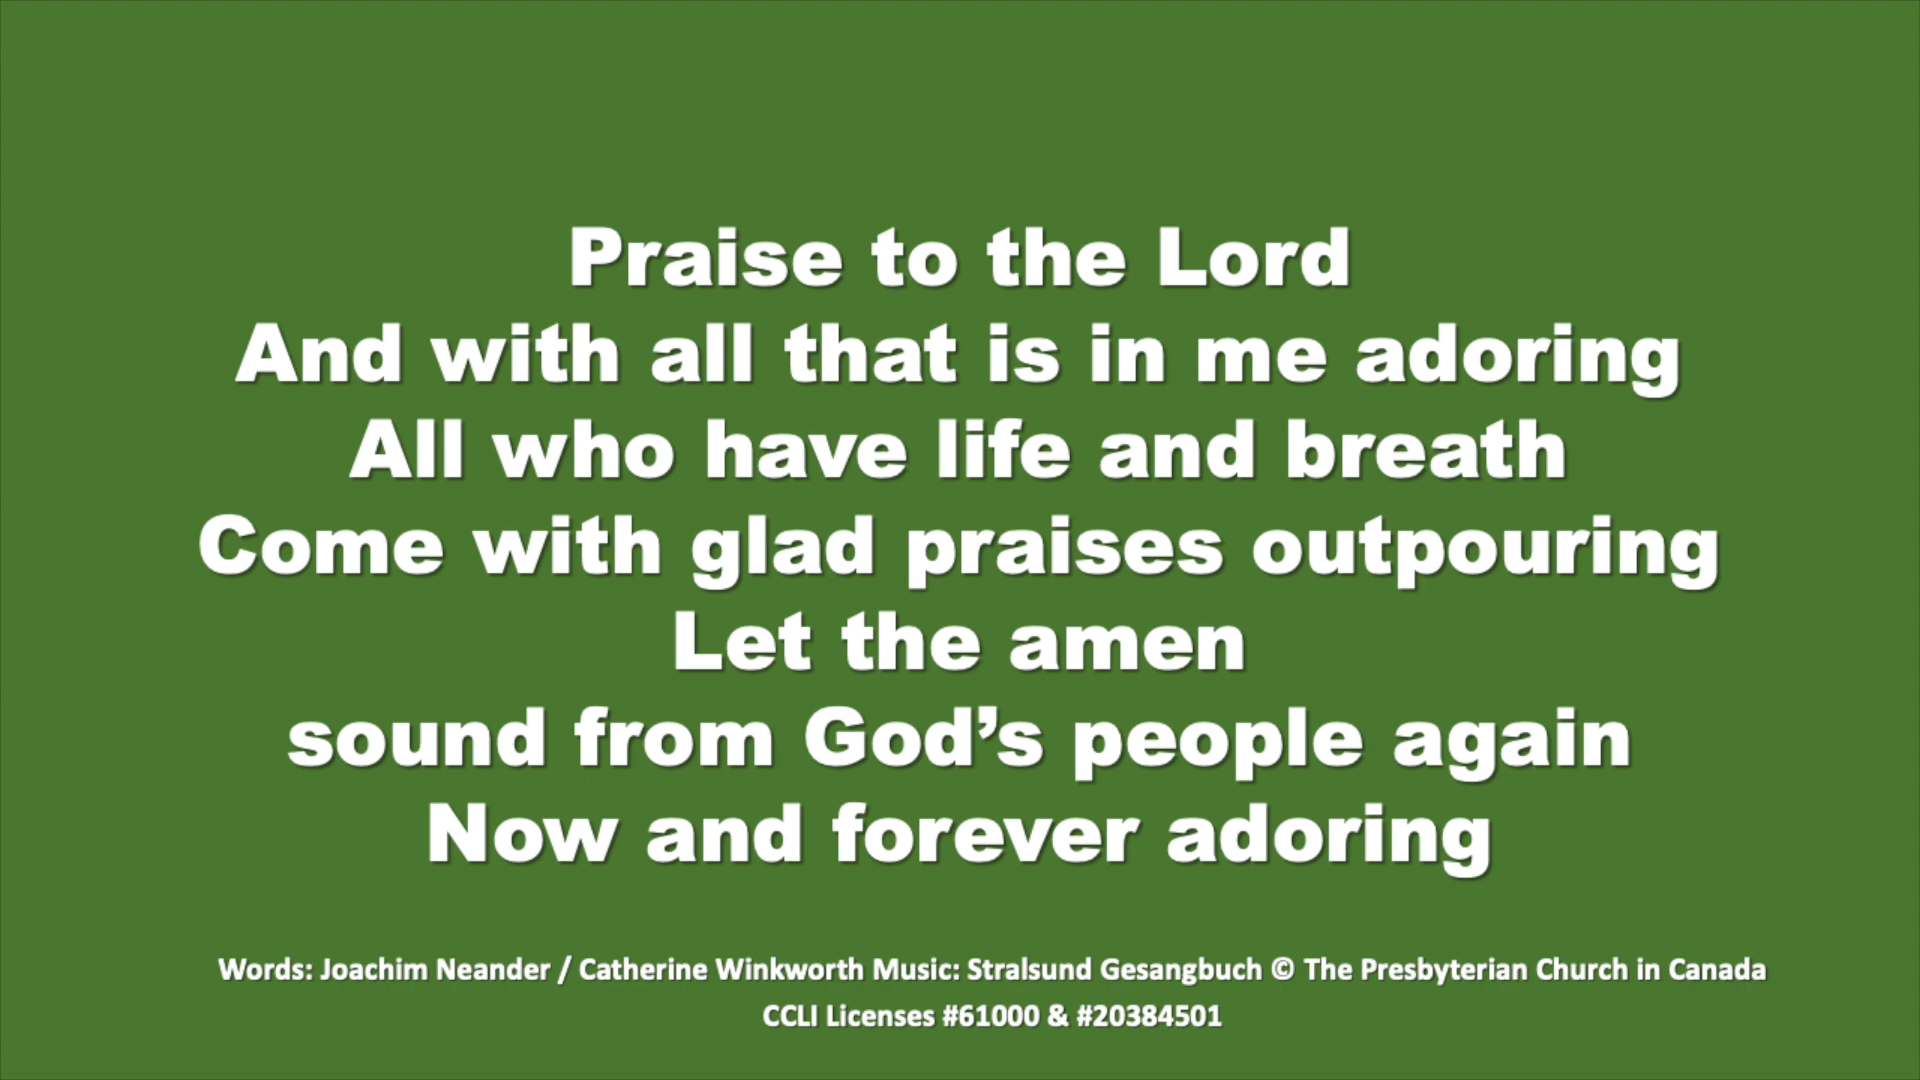 Praise to the Lord
And with all that is in me adoring
All who have life and breath
Come with glad praises outpouring
Let the amen
sound from God’s people again
Now and forever adoring
Words: Joachim Neander / Catherine Winkworth Music: Stralsund Gesangbuch © The Presbyterian Church in Canada
CCLI Licenses #61000 & #20384501